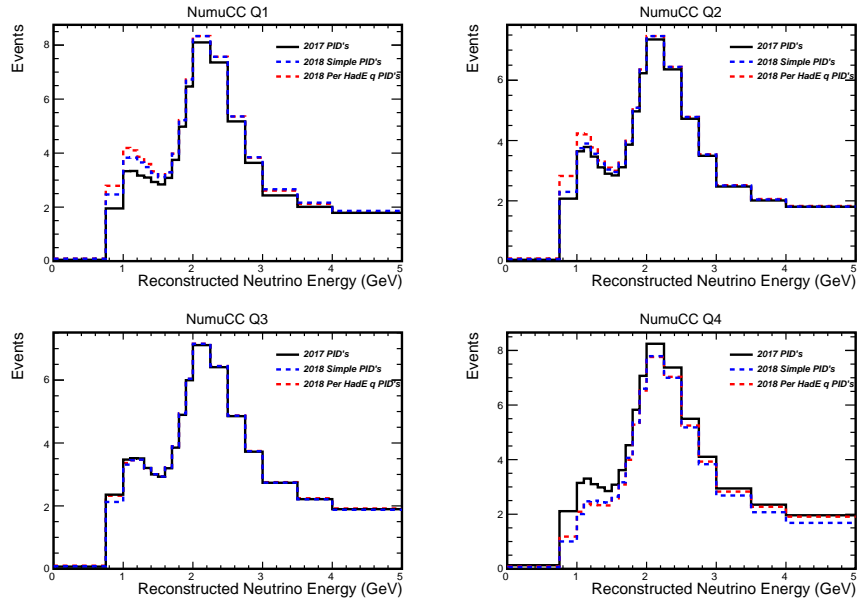 NumuCC Q1
Events
8
6
4
2
0
2017 PID's
2018 Simple PID's
2018 Per HadE q PID's
0 1 2 3 4 5
Reconstructed Neutrino Energy (GeV)
NumuCC Q2
Events
6
4
2
0
2017 PID's
2018 Simple PID's
2018 Per HadE q PID's
0 1 2 3 4 5
Reconstructed Neutrino Energy (GeV)
NumuCC Q3
Events
6
4
2
0
2017 PID's
2018 Simple PID's
2018 Per HadE q PID's
0 1 2 3 4 5
Reconstructed Neutrino Energy (GeV)
NumuCC Q4
Events
8
6
4
2
0
2017 PID's
2018 Per HadE q PID's
2018 Simple PID's
0 1 2 3 4 5
Reconstructed Neutrino Energy (GeV)